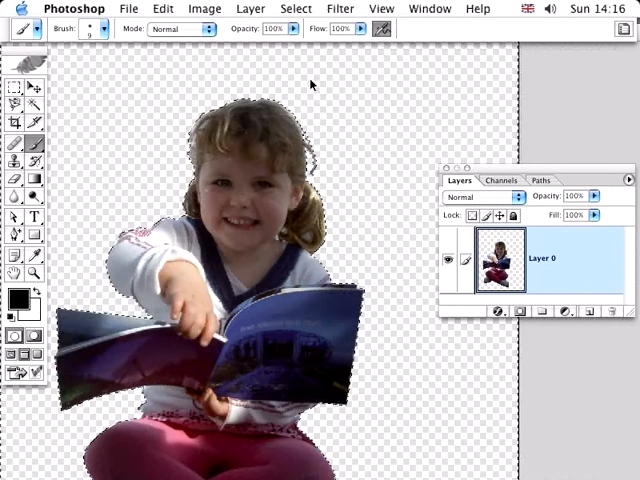 Photoshop File Edit Image Layer Select Filter View Window Help Sun 14:16
Brush: 9 Mode: Normal Opacity: 100% Flow: 100%
Layers Channels Paths
Normal Opacity: 100%
Lock: Fill: 100%
Layer 0
T